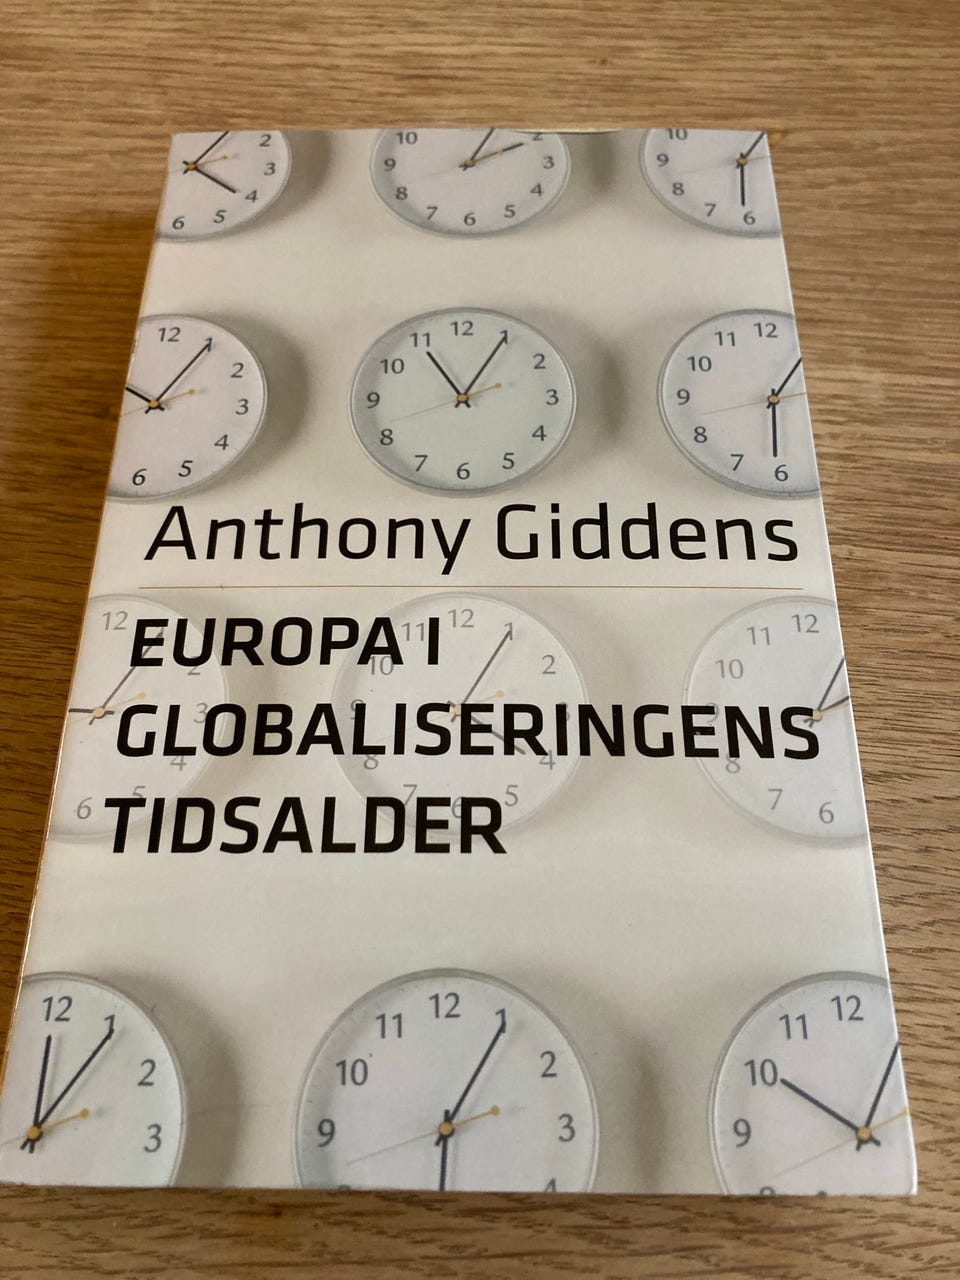 Anthony Giddens
EUROPA I
GLOBALISERINGENS
TIDSALDER